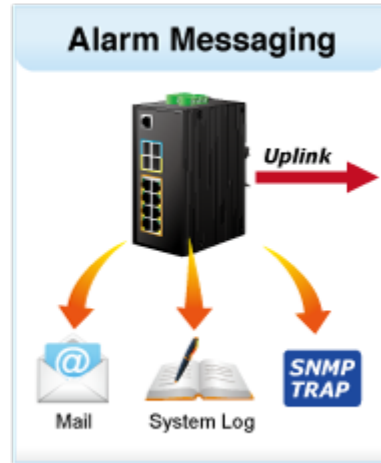 Alarm Messaging
Uplink
@
Mail
System Log
SNMP
TRAP